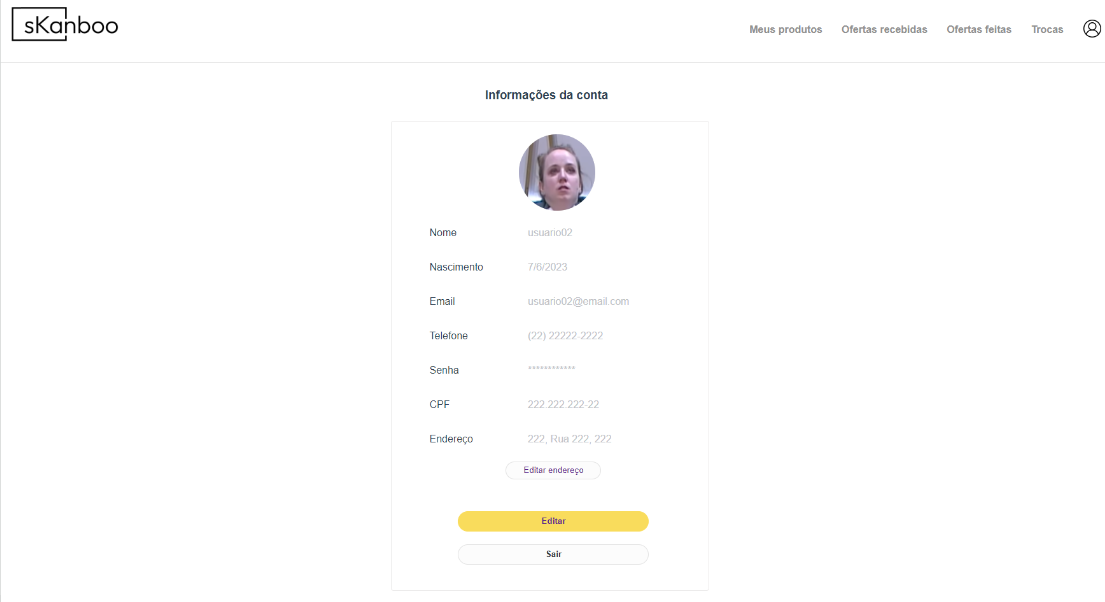 sKanboo
Meus produtos Ofertas recebidas Ofertas feitas Trocas
Informações da conta
Nome usuario02
Nascimento 7/6/2023
Email usuario02@email.com
Telefone (22) 22222-2222
Senha ************
CPF 222.222.222-22
Endereço 222, Rua 222, 222
Editar endereço
Editar
Sair